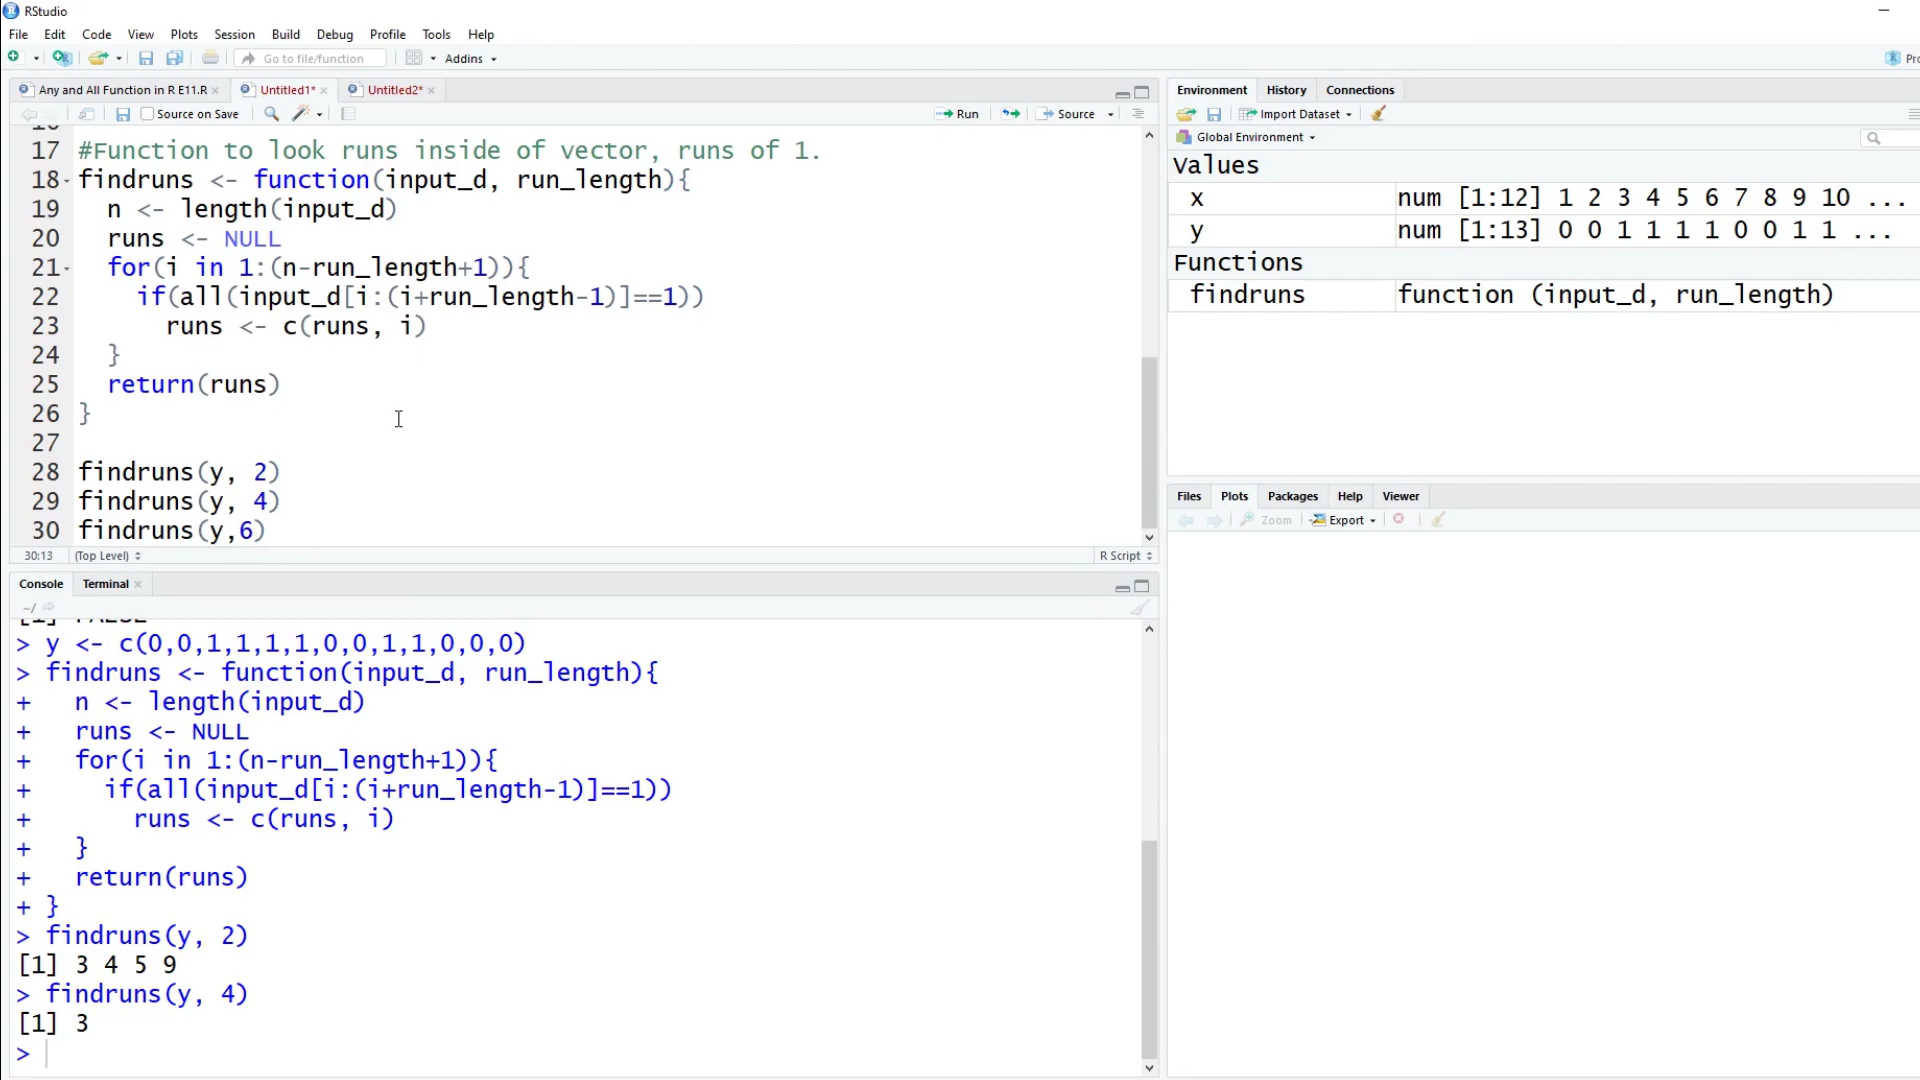 RStudio
File Edit Code View Plots Session Build Debug Profile Tools Help
Go to file/function Addins
Any and All Function in R E11.R Untitled1* Untitled2*
Source on Save Run Source
17 #Function to look runs inside of vector, runs of 1.
18 findruns <- function(input_d, run_length){
19 n <- length(input_d)
20 runs <- NULL
21 for(i in 1:(n-run_length+1)){
22 if(all(input_d[i:(i+run_length-1)]==1))
23 runs <- c(runs, i)
24 }
25 return(runs)
26 }
27
28 findruns(y, 2)
29 findruns(y, 4)
30 findruns(y,6)
30:13 (Top Level) R Script
Console Terminal
~/
[1] FALSE
> y <- c(0,0,1,1,1,1,0,0,1,1,0,0,0)
> findruns <- function(input_d, run_length){
+ n <- length(input_d)
+ runs <- NULL
+ for(i in 1:(n-run_length+1)){
+ if(all(input_d[i:(i+run_length-1)]==1))
+ runs <- c(runs, i)
+ }
+ return(runs)
+ }
> findruns(y, 2)
[1] 3 4 5 9
> findruns(y, 4)
[1] 3
>
Environment History Connections
Import Dataset
Global Environment
Values
x num [1:12] 1 2 3 4 5 6 7 8 9 10 ...
y num [1:13] 0 0 1 1 1 1 0 0 1 1 ...
Functions
findruns function (input_d, run_length)
Files Plots Packages Help Viewer
Zoom Export